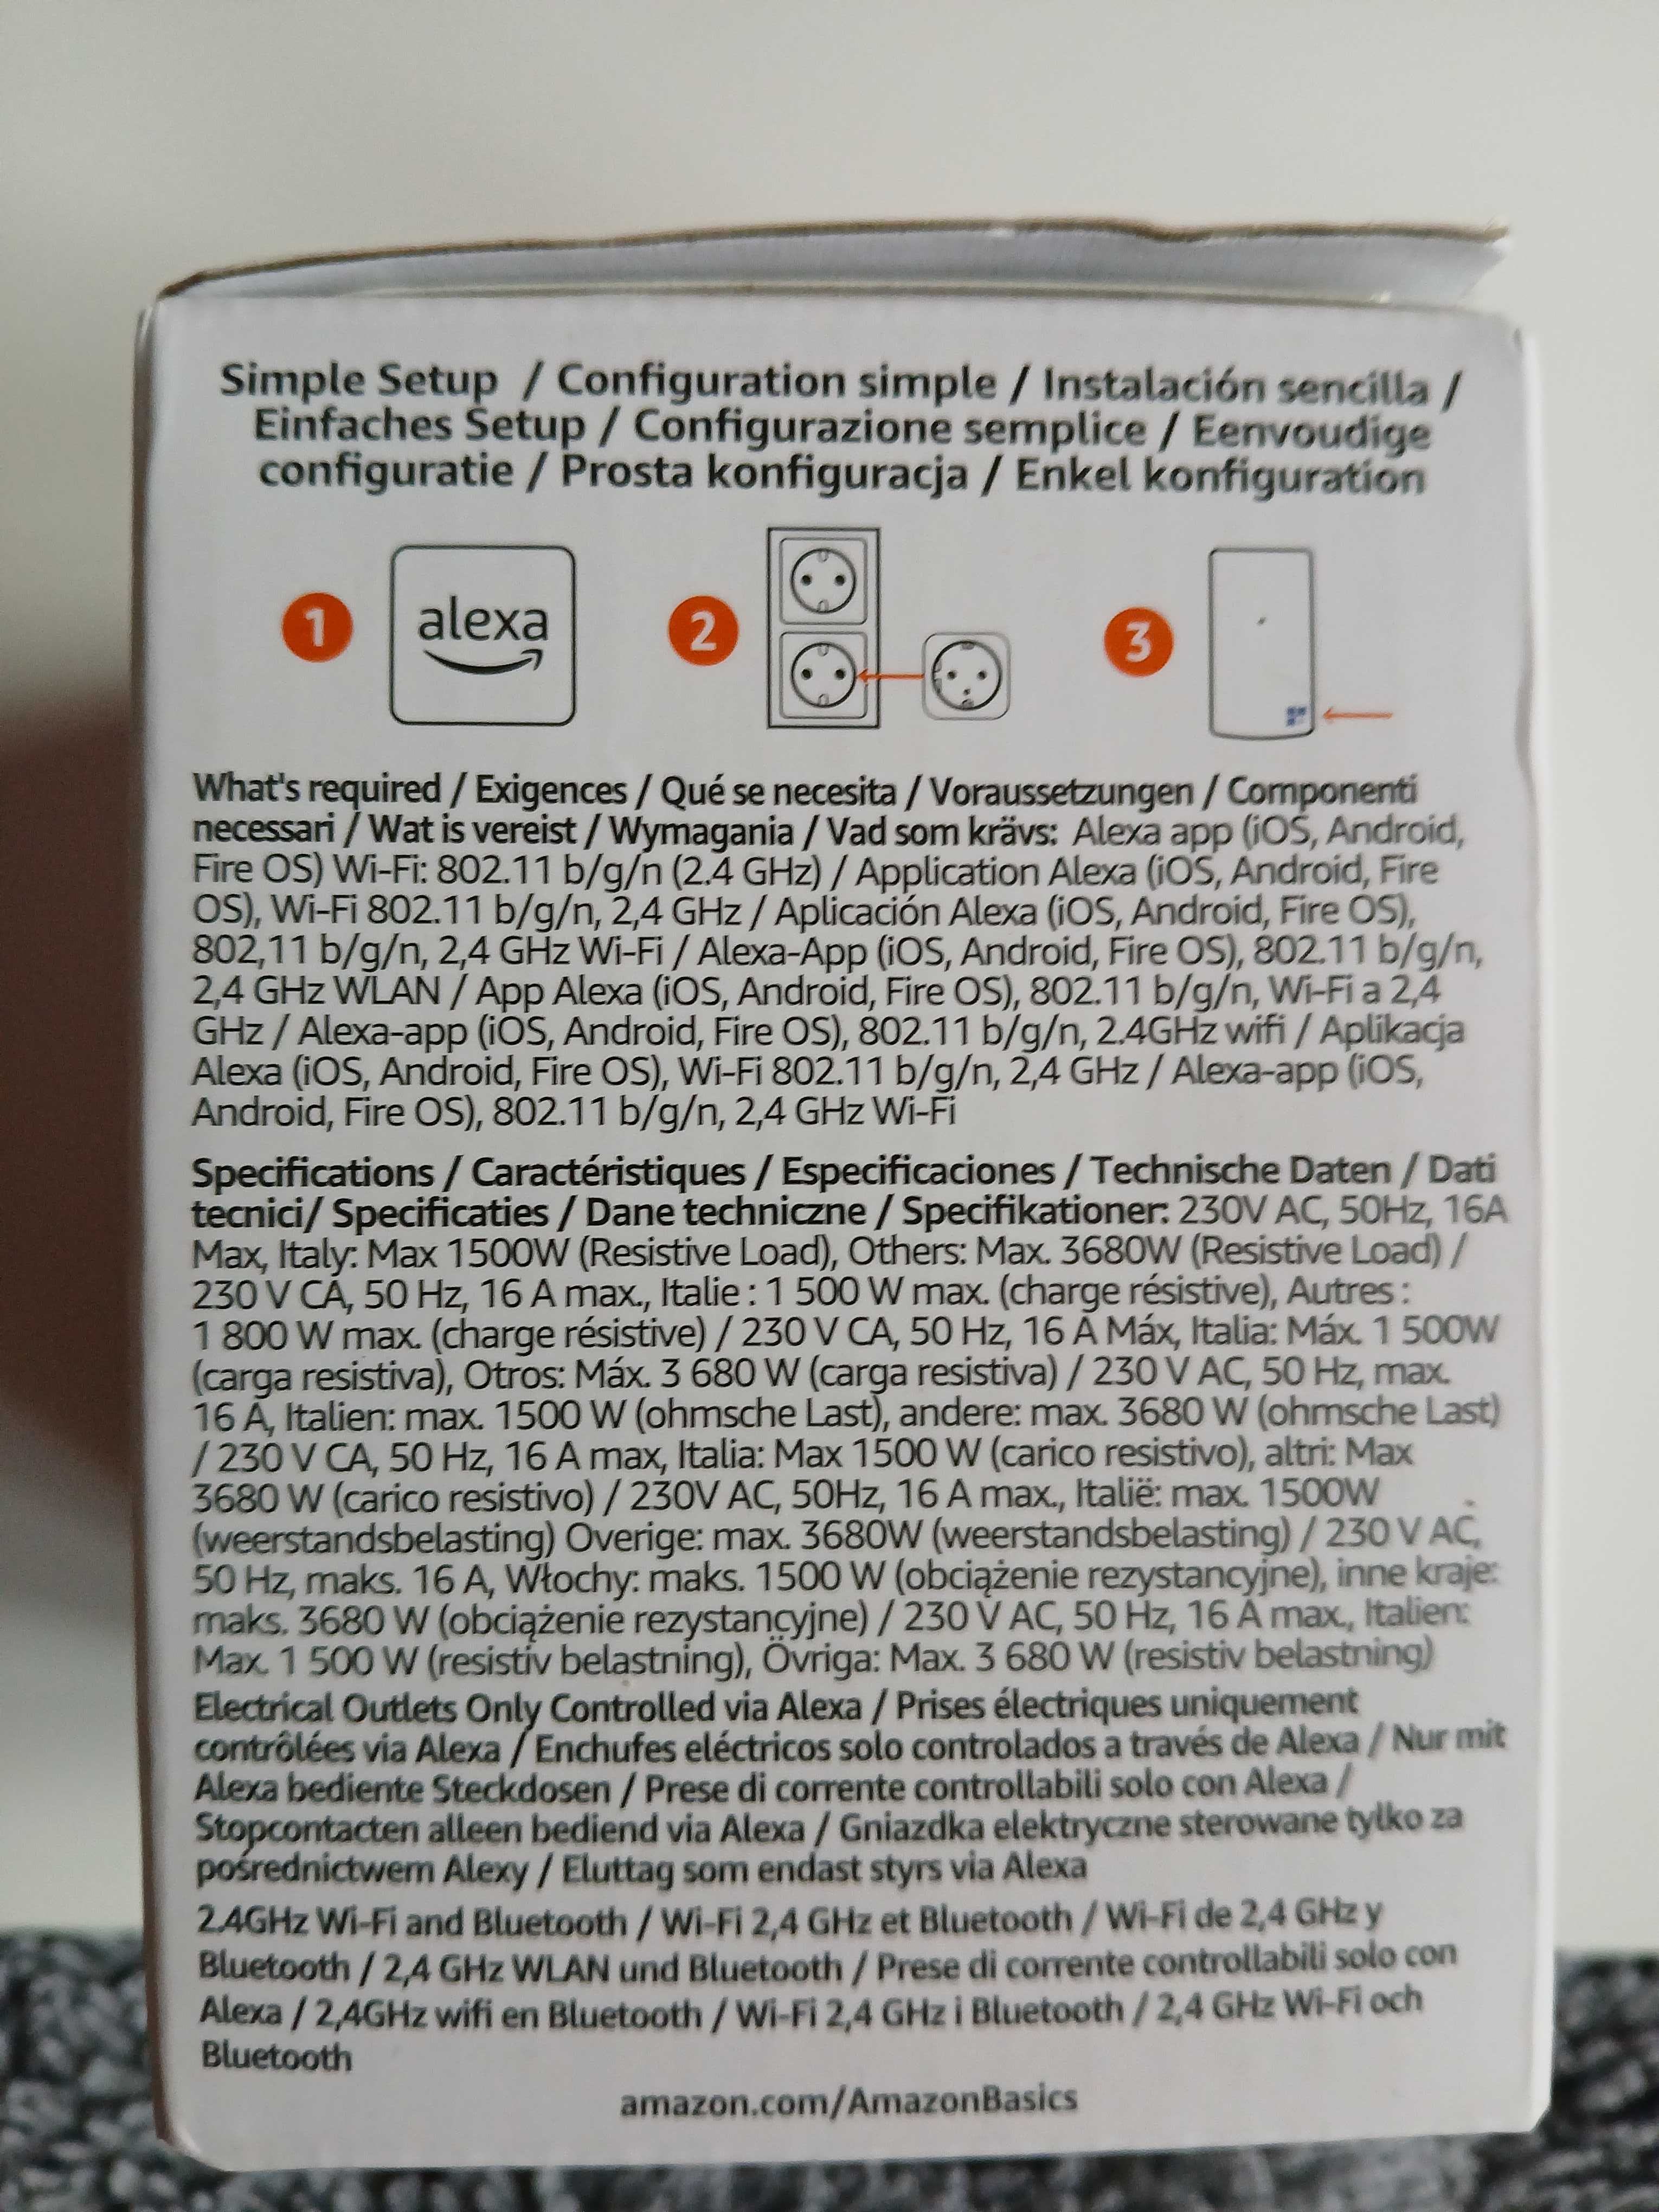 Simple Setup / Configuration simple / Instalación sencilla /
Einfaches Setup / Configurazione semplice / Eenvoudige
configuratie / Prosta konfiguracja / Enkel konfiguration
1
alexa
2
3
What's required / Exigences / Qué se necesita / Voraussetzungen / Componenti
necessari / Wat is vereist / Wymagania / Vad som krävs: Alexa app (iOS, Android,
Fire OS) Wi-Fi: 802.11 b/g/n (2.4 GHz) / Application Alexa (iOS, Android, Fire
OS), Wi-Fi 802.11 b/g/n, 2,4 GHz / Aplicación Alexa (iOS, Android, Fire OS),
802,11 b/g/n, 2,4 GHz Wi-Fi / Alexa-App (iOS, Android, Fire OS), 802.11 b/g/n,
2,4 GHz WLAN / App Alexa (iOS, Android, Fire OS), 802.11 b/g/n, Wi-Fi a 2,4
GHz / Alexa-app (iOS, Android, Fire OS), 802.11 b/g/n, 2.4GHz wifi / Aplikacja
Alexa (iOS, Android, Fire OS), Wi-Fi 802.11 b/g/n, 2,4 GHz / Alexa-app (iOS,
Android, Fire OS), 802.11 b/g/n, 2,4 GHz Wi-Fi
Specifications / Caractéristiques / Especificaciones / Technische Daten / Dati
tecnici/ Specificaties / Dane techniczne / Specifikationer: 230V AC, 50Hz, 16A
Max, Italy: Max 1500W (Resistive Load), Others: Max. 3680W (Resistive Load) /
230 V CA, 50 Hz, 16 A max., Italie : 1 500 W max. (charge résistive), Autres :
1 800 W max. (charge résistive) / 230 V CA, 50 Hz, 16 A Máx, Italia: Máx. 1 500W
(carga resistiva), Otros: Máx. 3 680 W (carga resistiva) / 230 V AC, 50 Hz, max.
16 A, Italien: max. 1500 W (ohmsche Last), andere: max. 3680 W (ohmsche Last)
/ 230 V CA, 50 Hz, 16 A max, Italia: Max 1500 W (carico resistivo), altri: Max
3680 W (carico resistivo) / 230V AC, 50Hz, 16 A max., Italië: max. 1500W
(weerstandsbelasting) Overige: max. 3680W (weerstandsbelasting) / 230 V AC,
50 Hz, maks. 16 A, Włochy: maks. 1500 W (obciążenie rezystancyjne), inne kraje:
maks. 3680 W (obciążenie rezystancyjne) / 230 V AC, 50 Hz, 16 A max., Italien:
Max. 1 500 W (resistiv belastning), Övriga: Max. 3 680 W (resistiv belastning)
Electrical Outlets Only Controlled via Alexa / Prises électriques uniquement
contrôlées via Alexa / Enchufes eléctricos solo controlados a través de Alexa / Nur mit
Alexa bediente Steckdosen / Prese di corrente controllabili solo con Alexa /
Stopcontacten alleen bediend via Alexa / Gniazdka elektryczne sterowane tylko za
pośrednictwem Alexy / Eluttag som endast styrs via Alexa
2.4GHz Wi-Fi and Bluetooth / Wi-Fi 2,4 GHz et Bluetooth / Wi-Fi de 2,4 GHz y
Bluetooth / 2,4 GHz WLAN und Bluetooth / Prese di corrente controllabili solo con
Alexa / 2,4GHz wifi en Bluetooth / Wi-Fi 2,4 GHz i Bluetooth / 2,4 GHz Wi-Fi och
Bluetooth
amazon.com/AmazonBasics